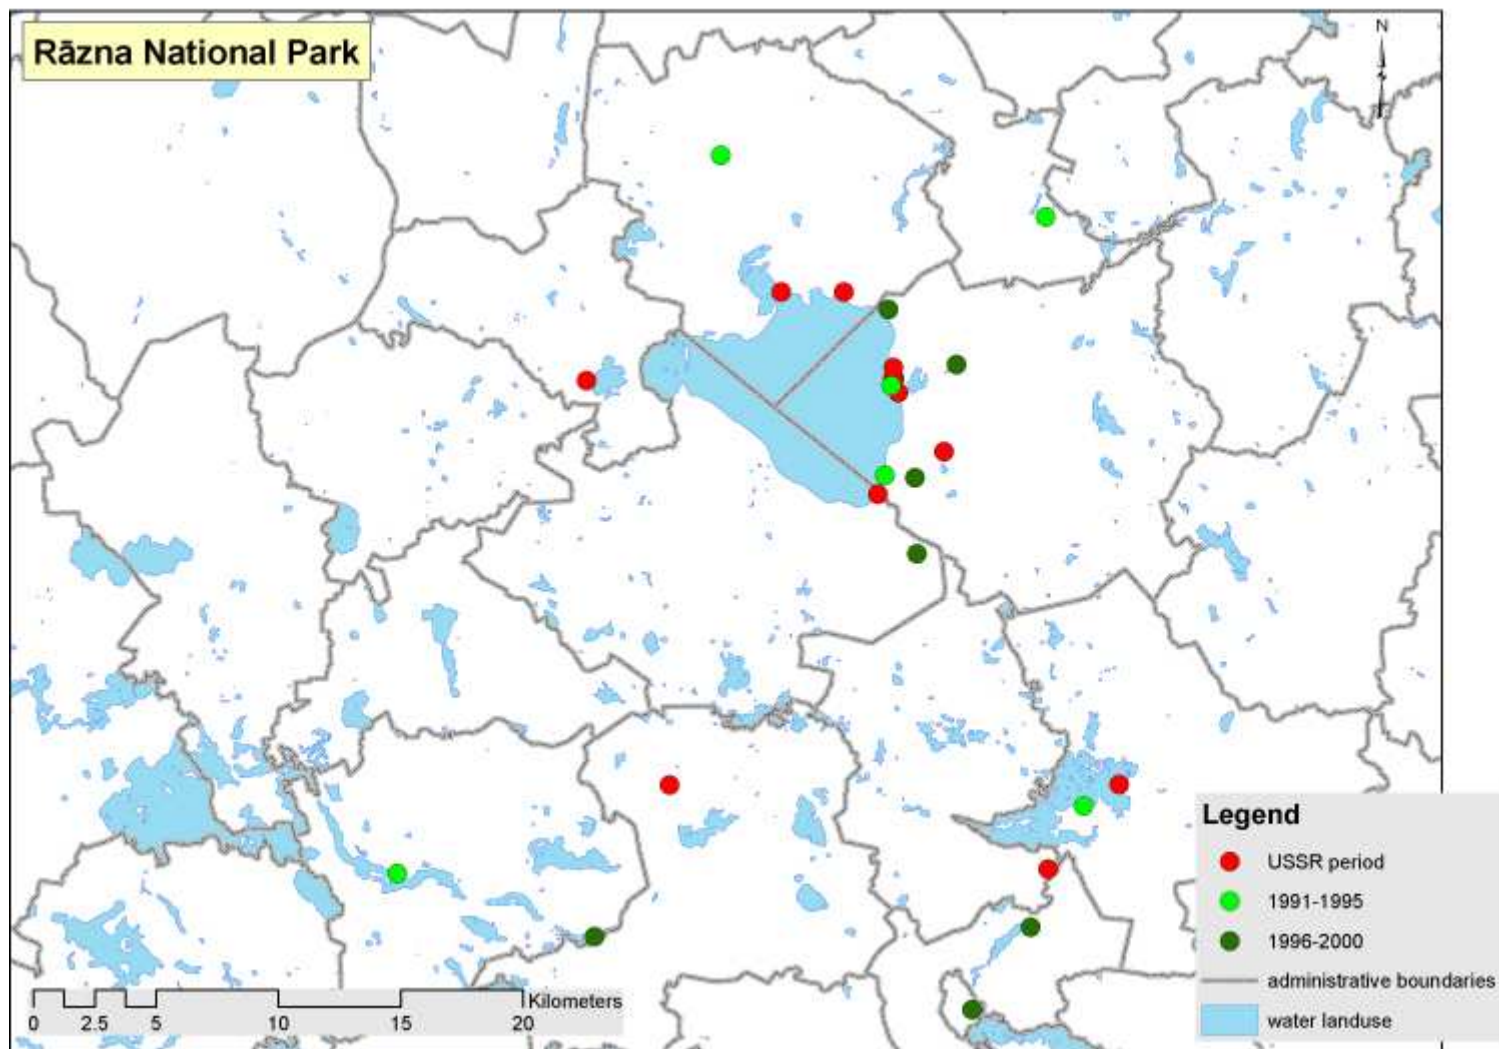 Rāzna National Park
N
Legend
USSR period
1991-1995
1996-2000
administrative boundaries
water landuse
Kilometers
0 2.5 5 10 15 20